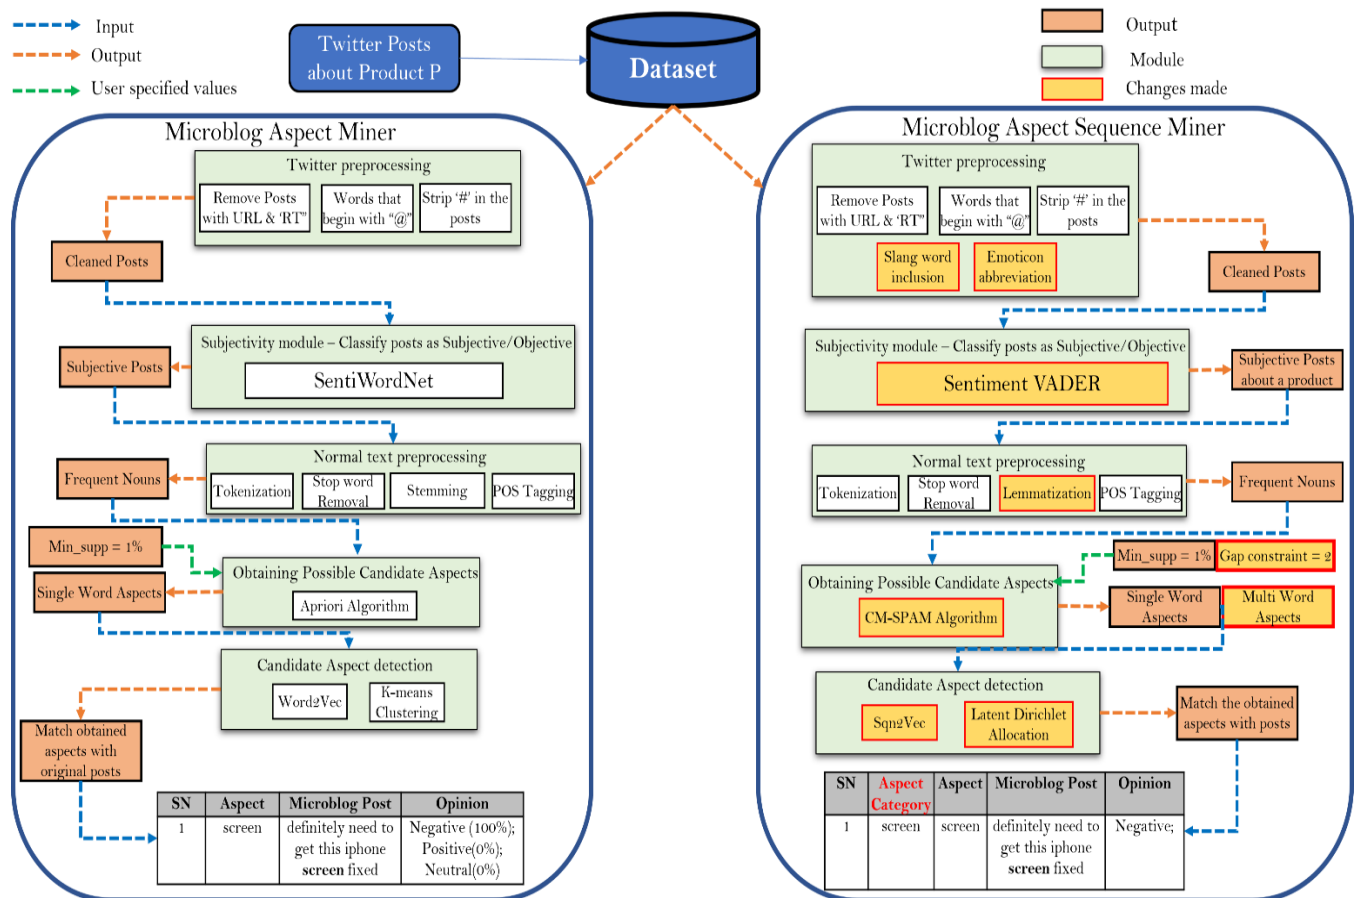 Input
Output
User specified values
Twitter Posts
about Product P
Dataset
Output
Module
Changes made
Microblog Aspect Miner
Twitter preprocessing
Remove Posts
with URL & ‘RT”
Words that
begin with “@”
Strip ‘#’ in the
posts
Cleaned Posts
Subjectivity module – Classify posts as Subjective/Objective
SentiWordNet
Subjective Posts
Normal text preprocessing
Tokenization
Stop word
Removal
Stemming
POS Tagging
Frequent Nouns
Min_supp = 1%
Obtaining Possible Candidate Aspects
Apriori Algorithm
Single Word Aspects
Candidate Aspect detection
Word2Vec
K-means
Clustering
Match obtained
aspects with
original posts
SN Aspect Microblog Post Opinion
1 screen definitely need to Negative (100%);
get this iphone Positive(0%);
screen fixed Neutral(0%)
Microblog Aspect Sequence Miner
Twitter preprocessing
Remove Posts
with URL & ‘RT”
Words that
begin with “@”
Strip ‘#’ in the
posts
Slang word
inclusion
Emoticon
abbreviation
Cleaned Posts
Subjectivity module – Classify posts as Subjective/Objective
Sentiment VADER
Subjective Posts
about a product
Normal text preprocessing
Tokenization
Stop word
Removal
Lemmatization
POS Tagging
Frequent Nouns
Min_supp = 1%
Gap constraint = 2
Obtaining Possible Candidate Aspects
CM-SPAM Algorithm
Single Word
Aspects
Multi Word
Aspects
Candidate Aspect detection
Sqn2Vec
Latent Dirichlet
Allocation
Match the obtained
aspects with posts
SN Aspect Aspect Microblog Post Opinion
Category
1 screen screen definitely need to Negative;
get this iphone
screen fixed